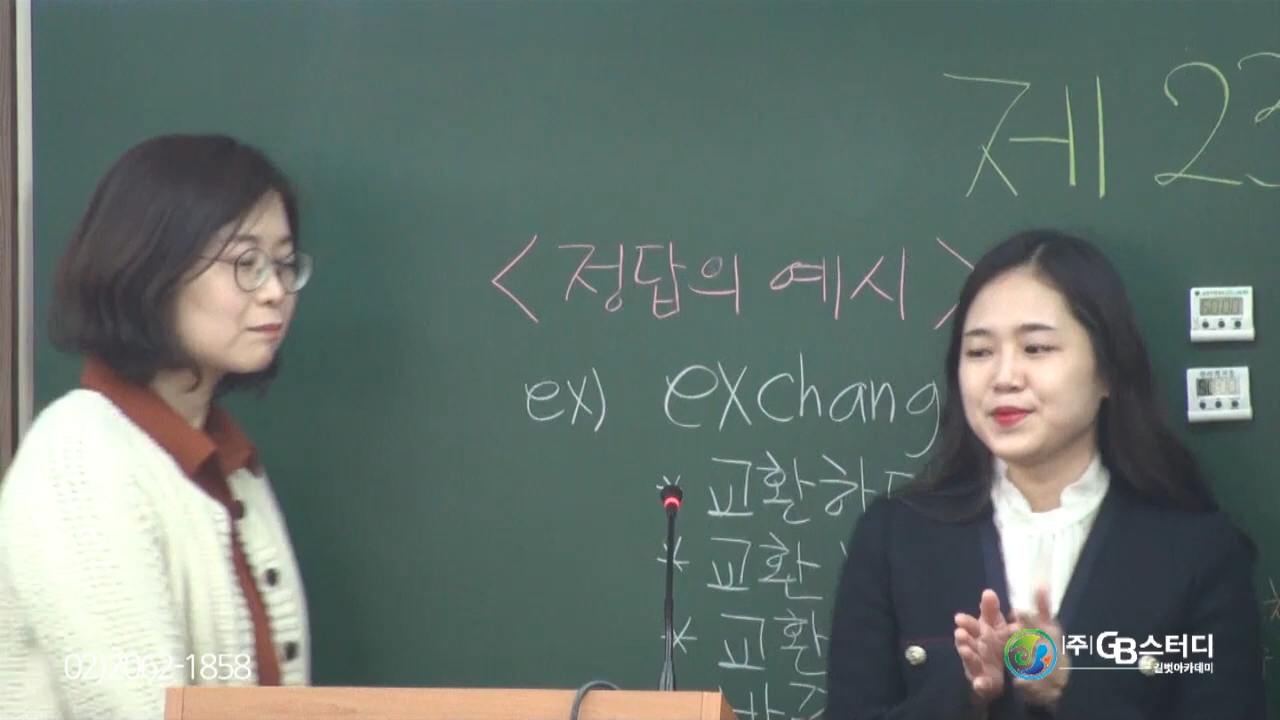 제 23
<정답의 예시>
ex) exchang
* 교환하
* 교환
* 교환
02)2062-1858
(주)GB스터디
길벗아카데미